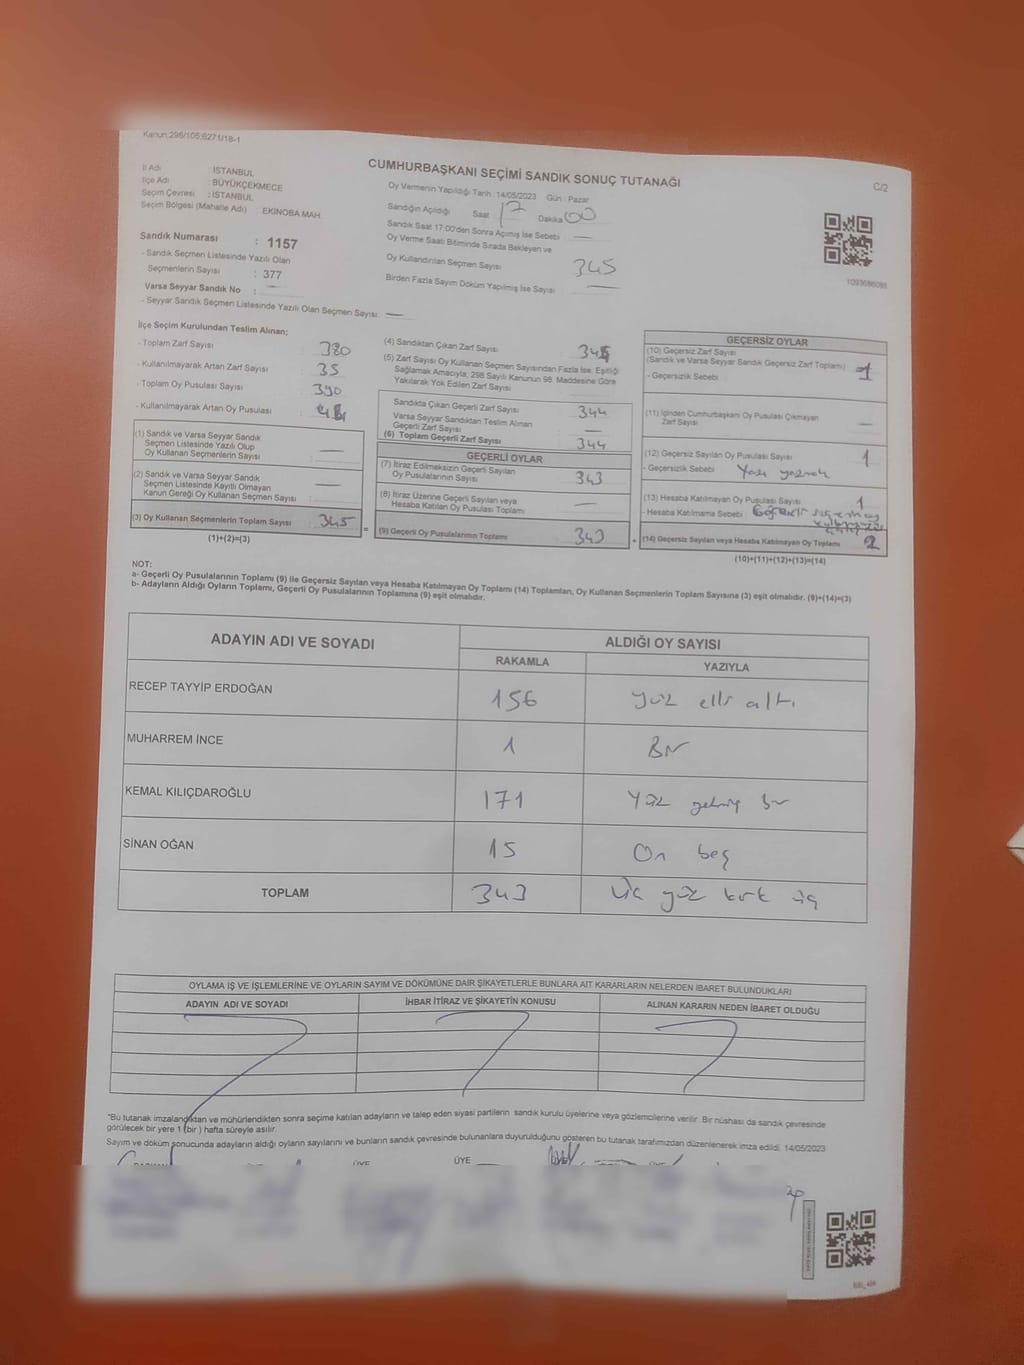 Kanun:298/105;6271/18-1
CUMHURBAŞKANI SEÇİMİ SANDIK SONUÇ TUTANAĞI
C/2
İl Adı : İSTANBUL
İlçe Adı : BÜYÜKÇEKMECE
Seçim Çevresi : İSTANBUL
Seçim Bölgesi (Mahalle Adı) : EKİNOBA MAH.
Sandık Numarası : 1157
- Sandık Seçmen Listesinde Yazılı Olan
Seçmenlerin Sayısı : 377
Varsa Seyyar Sandık No : —
- Seyyar Sandık Seçmen Listesinde Yazılı Olan Seçmen Sayısı: —
Oy Vermenin Yapıldığı Tarih : 14/05/2023 Gün : Pazar
Sandığın Açıldığı Saat 17 Dakika 00
Sandık Saat 17:00'den Sonra Açılmış İse Sebebi —
Oy Verme Saati Bitiminde Sırada Bekleyen ve
Oy Kullandırılan Seçmen Sayısı 345
Birden Fazla Sayım Döküm Yapılmış İse Sayısı —
1093686085
İlçe Seçim Kurulundan Teslim Alınan;
- Toplam Zarf Sayısı 380
- Kullanılmayarak Artan Zarf Sayısı 35
- Toplam Oy Pusulası Sayısı 390
- Kullanılmayarak Artan Oy Pusulası
(1) Sandık ve Varsa Seyyar Sandık
Seçmen Listesinde Yazılı Olup
Oy Kullanan Seçmenlerin Sayısı —
(2) Sandık ve Varsa Seyyar Sandık
Seçmen Listesinde Kayıtlı Olmayan
Kanun Gereği Oy Kullanan Seçmen Sayısı —
(3) Oy Kullanan Seçmenlerin Toplam Sayısı 345
(1)+(2)=(3)
(4) Sandıktan Çıkan Zarf Sayısı 345
(5) Zarf Sayısı Oy Kullanan Seçmen Sayısından Fazla İse, Eşitliği
Sağlamak Amacıyla; 298 Sayılı Kanunun 98. Maddesine Göre
Yakılarak Yok Edilen Zarf Sayısı
Sandıkta Çıkan Geçerli Zarf Sayısı 344
Varsa Seyyar Sandıktan Teslim Alınan
Geçerli Zarf Sayısı —
(6) Toplam Geçerli Zarf Sayısı 344
GEÇERLİ OYLAR
(7) İtiraz Edilmeksizin Geçerli Sayılan
Oy Pusulalarının Sayısı 343
(8) İtiraz Üzerine Geçerli Sayılan veya
Hesaba Katılan Oy Pusulası Toplamı —
(9) Geçerli Oy Pusulalarının Toplamı 343
GEÇERSİZ OYLAR
(10) Geçersiz Zarf Sayısı
(Sandık ve Varsa Seyyar Sandık Geçersiz Zarf Toplamı) 1
- Geçersizlik Sebebi
(11) İçinden Cumhurbaşkanı Oy Pusulası Çıkmayan
Zarf Sayısı —
(12) Geçersiz Sayılan Oy Pusulası Sayısı 1
- Geçersizlik Sebebi Yazı yazmak
(13) Hesaba Katılmayan Oy Pusulası Sayısı 1
- Hesaba Katılmama Sebebi
(14) Geçersiz Sayılan veya Hesaba Katılmayan Oy Toplamı 2
(10)+(11)+(12)+(13)=(14)
NOT:
a- Geçerli Oy Pusulalarının Toplamı (9) ile Geçersiz Sayılan veya Hesaba Katılmayan Oy Toplamı (14) Toplamları, Oy Kullanan Seçmenlerin Toplam Sayısına (3) eşit olmalıdır. (9)+(14)=(3)
b- Adayların Aldığı Oyların Toplamı, Geçerli Oy Pusulalarının Toplamına (9) eşit olmalıdır.
ADAYIN ADI VE SOYADI ALDIĞI OY SAYISI
RAKAMLA YAZIYLA
RECEP TAYYİP ERDOĞAN 156 Yüz elli altı
MUHARREM İNCE 1 Bir
KEMAL KILIÇDAROĞLU 171 Yüz yetmiş bir
SİNAN OĞAN 15 On beş
TOPLAM 343 Üç yüz kırk üç
OYLAMA İŞ VE İŞLEMLERİNE VE OYLARIN SAYIM VE DÖKÜMÜNE DAİR ŞİKAYETLERLE BUNLARA AİT KARARLARIN NELERDEN İBARET BULUNDUKLARI
ADAYIN ADI VE SOYADI İHBAR İTİRAZ VE ŞİKAYETİN KONUSU ALINAN KARARIN NEDEN İBARET OLDUĞU
"Bu tutanak imzalandıktan ve mühürlendikten sonra seçime katılan adayların ve talep eden siyasi partilerin sandık kurulu üyelerine veya gözlemcilerine verilir. Bir nüshası da sandık çevresinde
görülecek bir yere 1 (bir ) hafta süreyle asılır.
Sayım ve döküm sonucunda adayların aldığı oyların sayılarını ve bunların sandık çevresinde bulunanlara duyurulduğunu gösteren bu tutanak tarafımızdan düzenlenerek imza edildi. 14/05/2023
ÜYE ÜYE